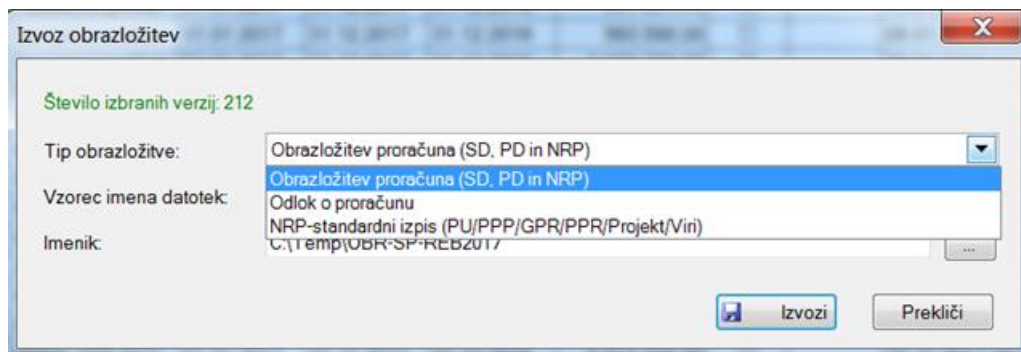 Izvoz obrazložitev
Število izbranih verzij: 212
Tip obrazložitve: Obrazložitev proračuna (SD, PD in NRP)
Obrazložitev proračuna (SD, PD in NRP)
Vzorec imena datotek: Odlok o proračunu
NRP-standardni izpis (PU/PPP/GPR/PPR/Projekt/Viri)
Imenik: C:\Temp\OBR-SP-REB2017 ...
Izvozi Prekliči